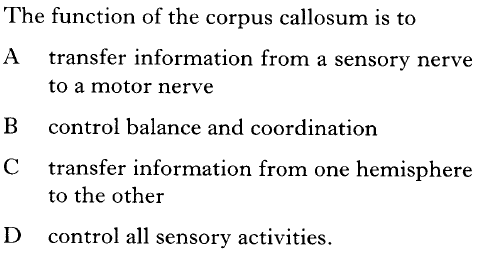 The function of the corpus callosum is to
A transfer information from a sensory nerve
to a motor nerve
B control balance and coordination
C transfer information from one hemisphere
to the other
D control all sensory activities.